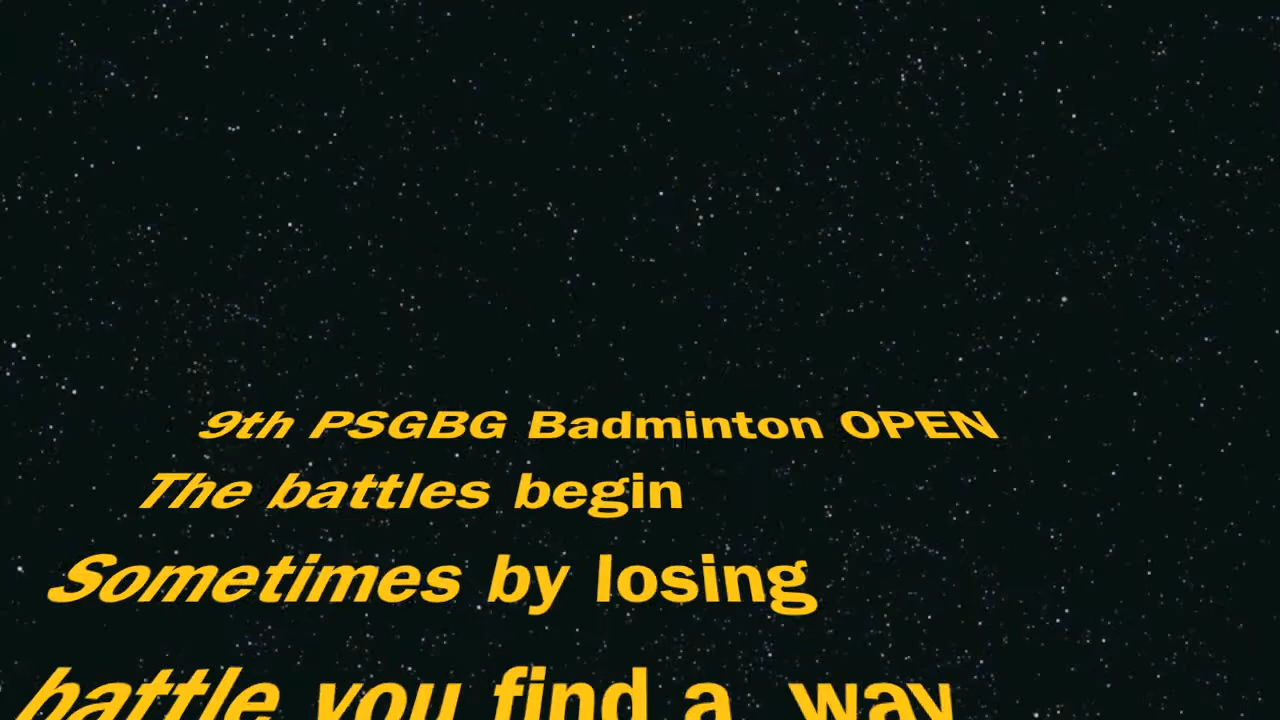 9th PSGBG Badminton OPEN
The battles begin
Sometimes by losing
battle you find a way